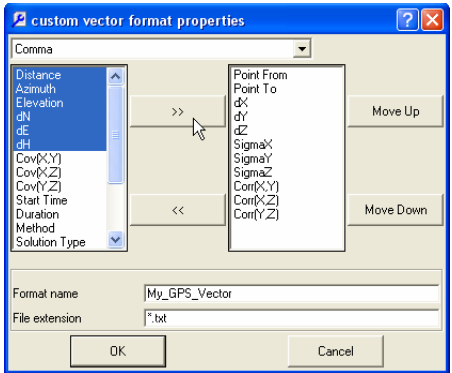 custom vector format properties
Comma
Distance
Azimuth
Elevation
dN
dE
dH
Cov(X,Y)
Cov(X,Z)
Cov(Y,Z)
Start Time
Duration
Method
Solution Type
>>
<<
Point From
Point To
dX
dY
dZ
SigmaX
SigmaY
SigmaZ
Corr(X,Y)
Corr(X,Z)
Corr(Y,Z)
Move Up
Move Down
Format name
My_GPS_Vector
File extension
*.txt
OK
Cancel